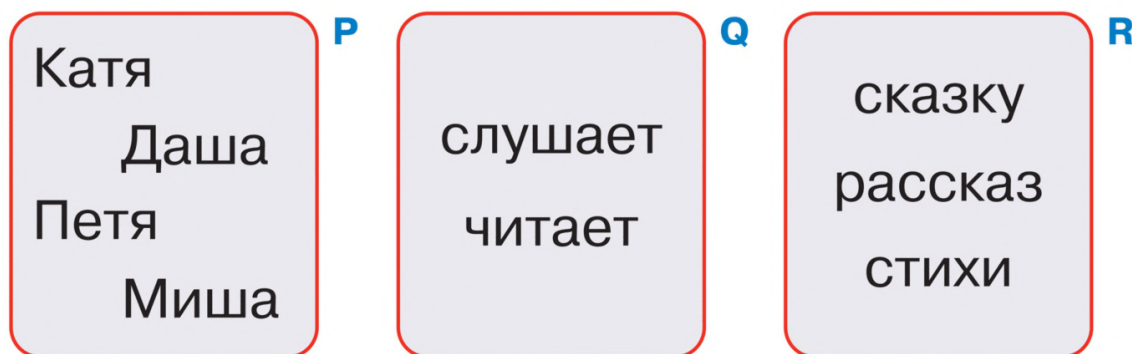 P
Катя
Даша
Петя
Миша
Q
слушает
читает
R
сказку
рассказ
стихи